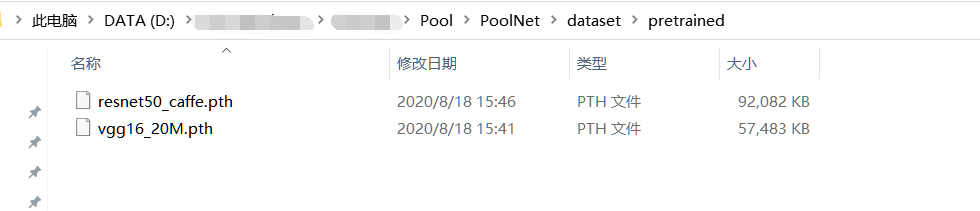 此电脑 > DATA (D:) > > > Pool > PoolNet > dataset > pretrained
名称 修改日期 类型 大小
resnet50_caffe.pth 2020/8/18 15:46 PTH 文件 92,082 KB
vgg16_20M.pth 2020/8/18 15:41 PTH 文件 57,483 KB